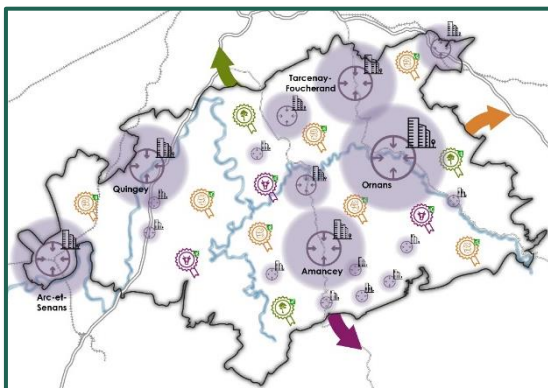 Tarcenay-
Foucherand
Quingey
Ornans
Amancey
Arc-et-
Senans